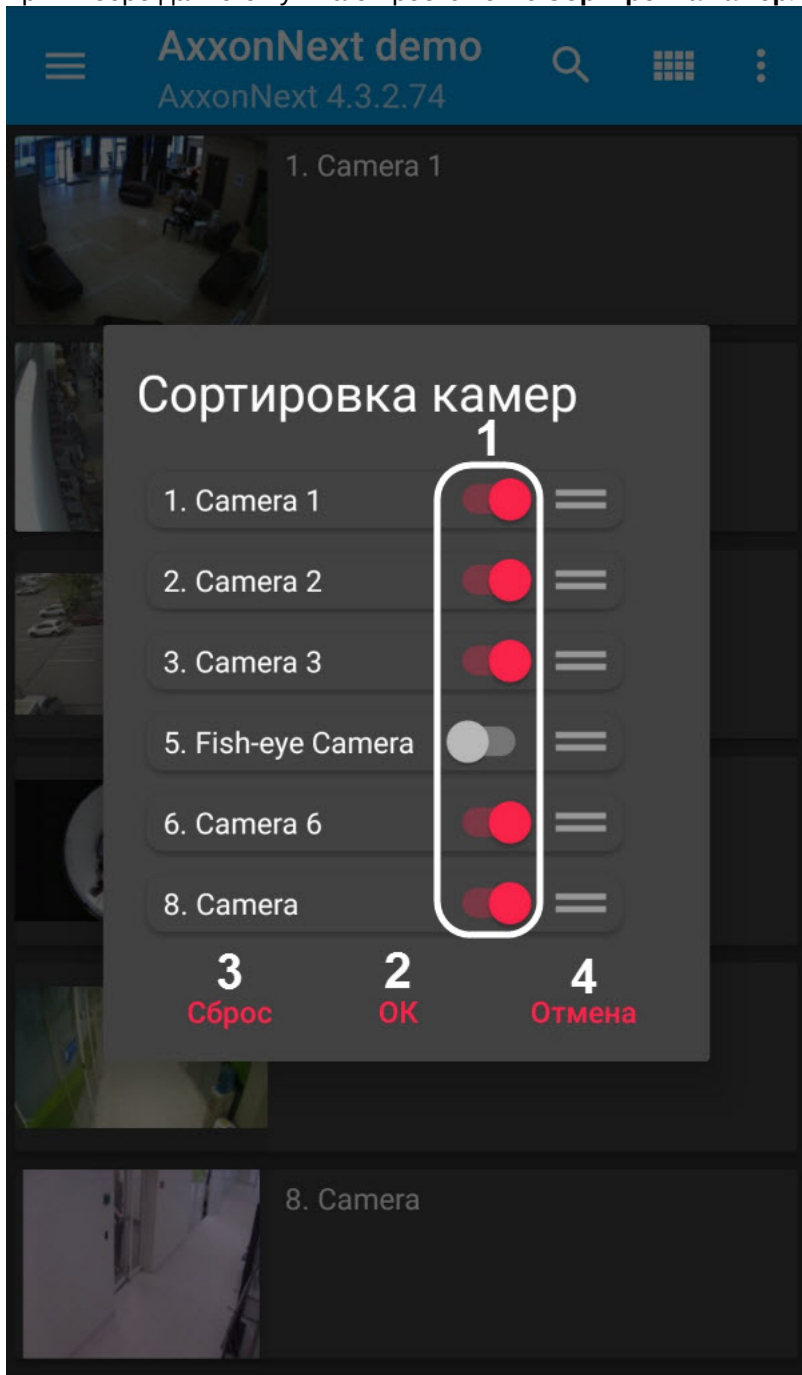 AxxonNext demo
AxxonNext 4.3.2.74
1. Camera 1
Сортировка камер
1
1. Camera 1
2. Camera 2
3. Camera 3
5. Fish-eye Camera
6. Camera 6
8. Camera
3 2 4
Сброс ОК Отмена
8. Camera